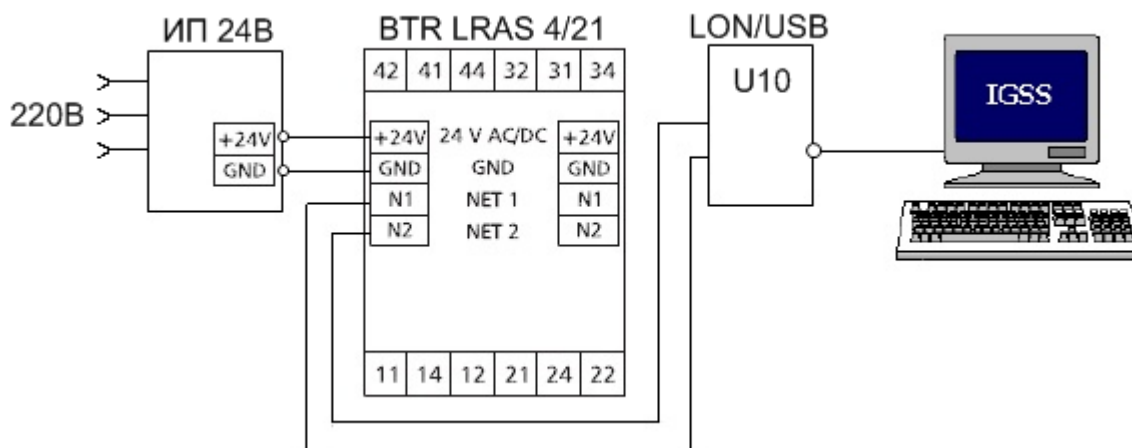 ИП 24В
220В
+24V
GND
BTR LRAS 4/21
42 41 44 32 31 34
+24V 24 V AC/DC +24V
GND GND GND
N1 NET 1 N1
N2 NET 2 N2
11 14 12 21 24 22
LON/USB
U10
IGSS